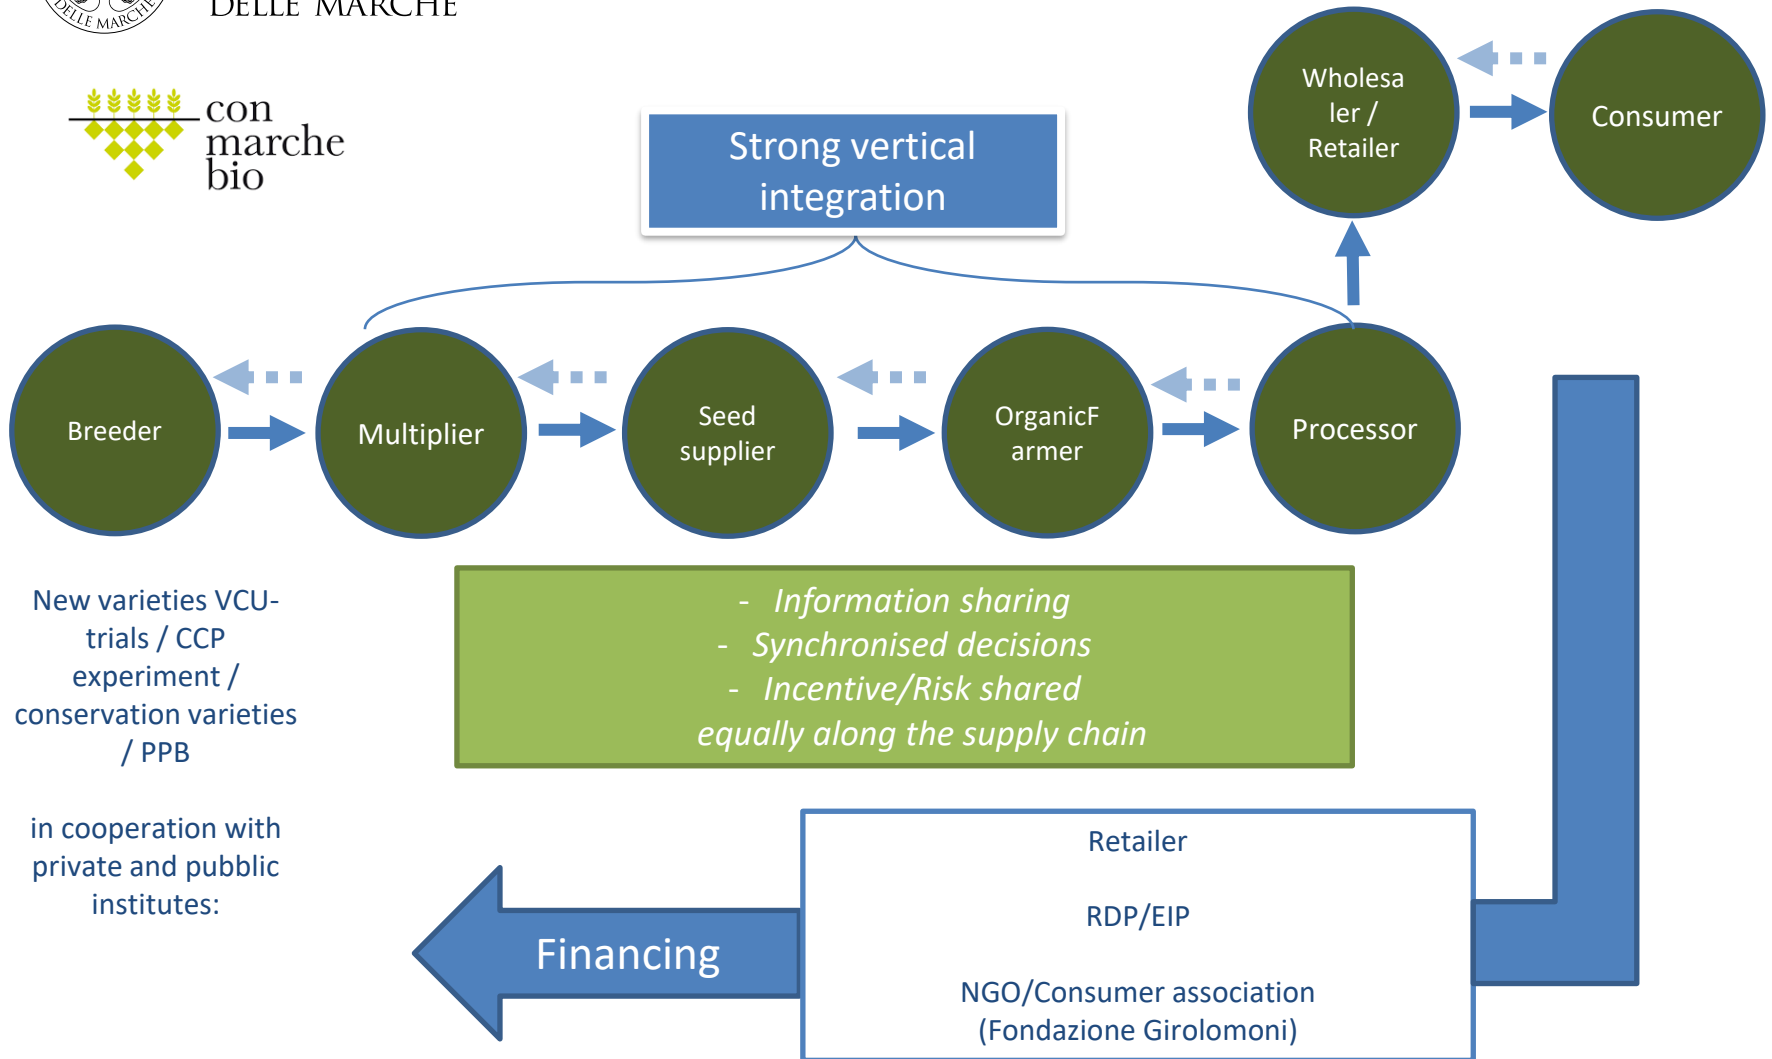 DELLE MARCHE
DELLE MARCHE
con
marche
bio
Strong vertical
integration
Wholesa
ler /
Retailer
Consumer
Breeder
Multiplier
Seed
supplier
OrganicF
armer
Processor
New varieties VCU-
trials / CCP
experiment /
conservation varieties
/ PPB
in cooperation with
private and pubblic
institutes:
- Information sharing
- Synchronised decisions
- Incentive/Risk shared
equally along the supply chain
Financing
Retailer
RDP/EIP
NGO/Consumer association
(Fondazione Girolomoni)